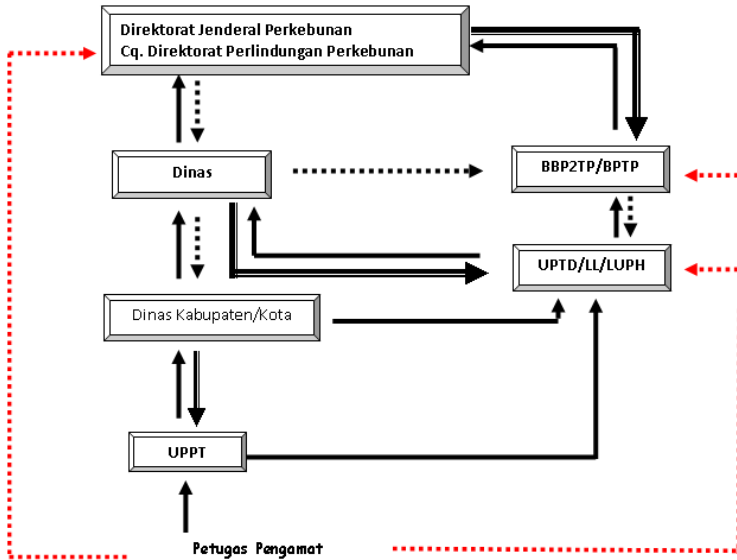 Direktorat Jenderal Perkebunan
Cq. Direktorat Perlindungan Perkebunan
Dinas
BBP2TP/BPTP
UPTD/LL/LUPH
Dinas Kabupaten/Kota
UPPT
Petugas Pengamat